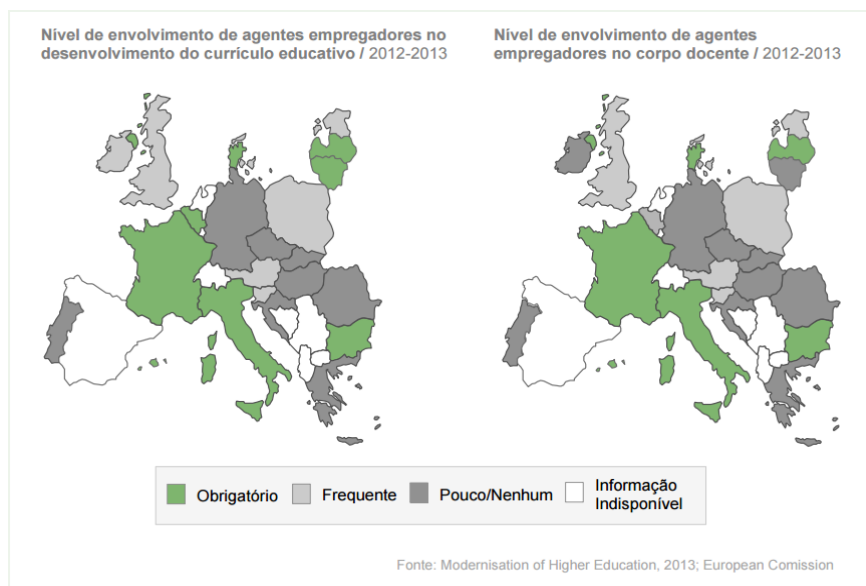 Nível de envolvimento de agentes empregadores no
desenvolvimento do currículo educativo / 2012-2013
Nível de envolvimento de agentes
empregadores no corpo docente / 2012-2013
Obrigatório
Frequente
Pouco/Nenhum
Informação
Indisponível
Fonte: Modernisation of Higher Education, 2013; European Comission